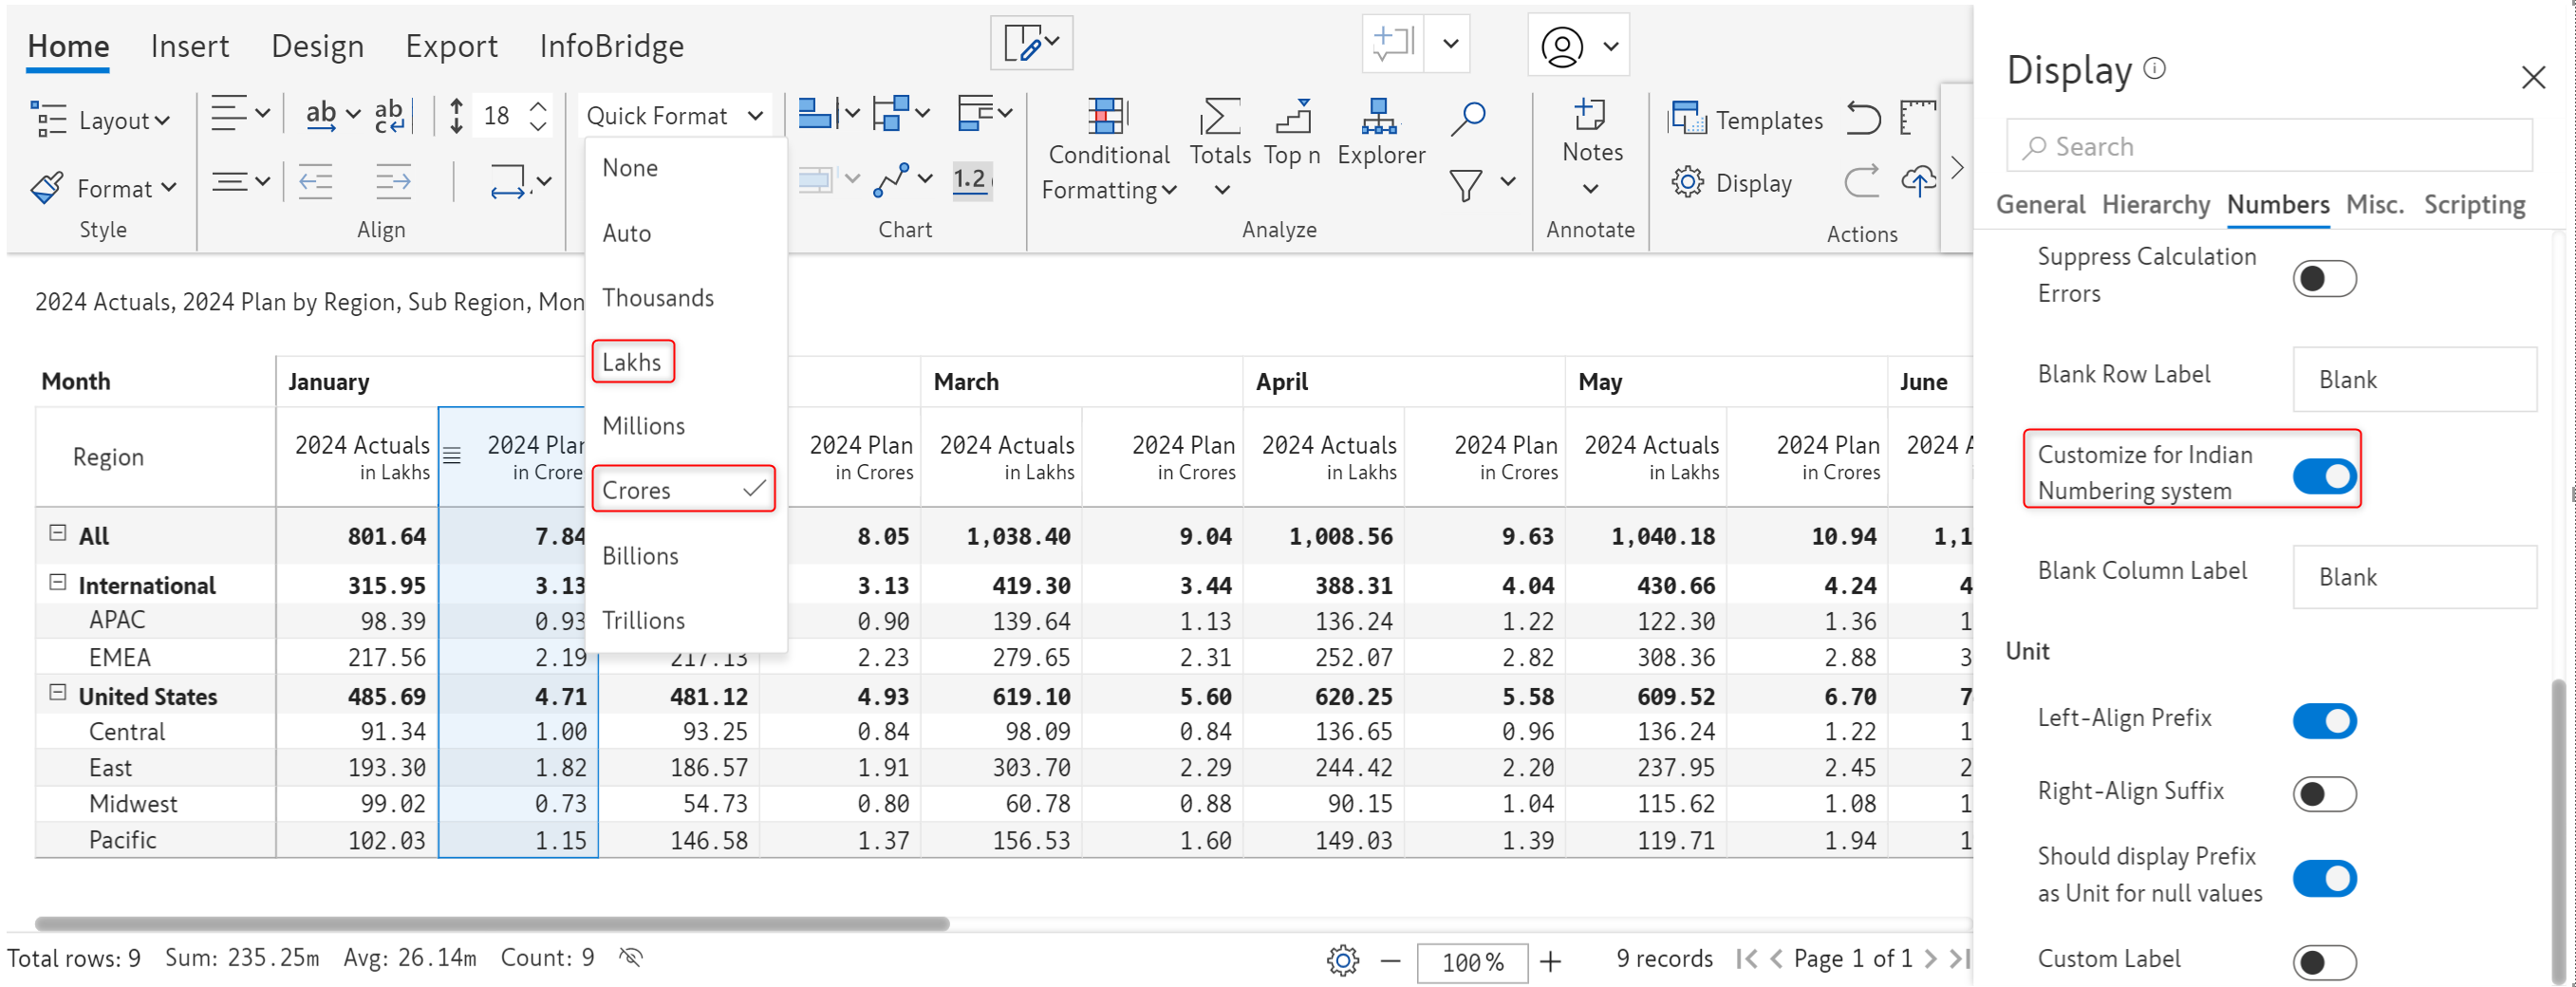 Home Insert Design Export InfoBridge
Layout
ab
ab
c
18
Quick Format
Conditional
Formatting
Totals
Top n
Explorer
Notes
Templates
Format
1.2
Display
Style
Align
Chart
Analyze
Annotate
Actions
None
Auto
Thousands
Lakhs
Millions
Crores
Billions
Trillions
2024 Actuals, 2024 Plan by Region, Sub Region, Mon
Month January March April May June
Region 2024 Actuals 2024 Plan 2024 Plan 2024 Actuals 2024 Plan 2024 Actuals 2024 Plan 2024 Actuals 2024 Plan 2024 A
in Lakhs in Crore in Crores in Lakhs in Crores in Lakhs in Crores in Lakhs in Crores
All 801.64 7.84 8.05 1,038.40 9.04 1,008.56 9.63 1,040.18 10.94 1,1
International 315.95 3.13 3.13 419.30 3.44 388.31 4.04 430.66 4.24 4
APAC 98.39 0.93 0.90 139.64 1.13 136.24 1.22 122.30 1.36 1
EMEA 217.56 2.19 217.13 2.23 279.65 2.31 252.07 2.82 308.36 2.88 3
United States 485.69 4.71 481.12 4.93 619.10 5.60 620.25 5.58 609.52 6.70 7
Central 91.34 1.00 93.25 0.84 98.09 0.84 136.65 0.96 136.24 1.22 1
East 193.30 1.82 186.57 1.91 303.70 2.29 244.42 2.20 237.95 2.45 2
Midwest 99.02 0.73 54.73 0.80 60.78 0.88 90.15 1.04 115.62 1.08 1
Pacific 102.03 1.15 146.58 1.37 156.53 1.60 149.03 1.39 119.71 1.94 1
Total rows: 9 Sum: 235.25m Avg: 26.14m Count: 9
100%
9 records
Page 1 of 1
Display
Search
General Hierarchy Numbers Misc. Scripting
Suppress Calculation
Errors
Blank Row Label Blank
Customize for Indian
Numbering system
Blank Column Label Blank
Unit
Left-Align Prefix
Right-Align Suffix
Should display Prefix
as Unit for null values
Custom Label